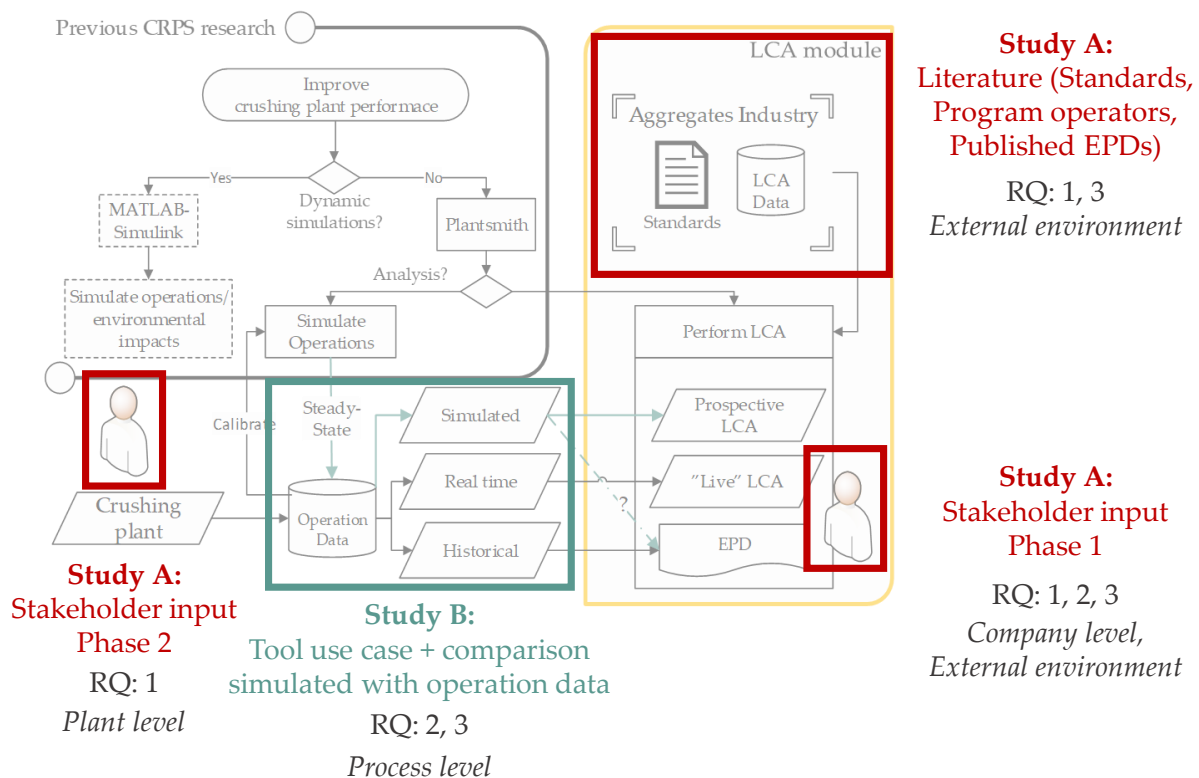 Previous CRPS research
Improve
crushing plant performace
Yes
No
Dynamic
simulations?
MATLAB-
Simulink
Plantsmith
Analysis?
Simulate operations/
environmental
impacts
Simulate
Operations
LCA module
Aggregates Industry
Standards
LCA
Data
Perform LCA
Study A:
Literature (Standards,
Program operators,
Published EPDs)
RQ: 1, 3
External environment
Calibrate
Steady-
State
Simulated
Prospective
LCA
Real time
"Live" LCA
?
Crushing
plant
Operation
Data
Historical
EPD
Study A:
Stakeholder input
Phase 1
RQ: 1, 2, 3
Company level,
External environment
Study A:
Stakeholder input
Phase 2
RQ: 1
Plant level
Study B:
Tool use case + comparison
simulated with operation data
RQ: 2, 3
Process level